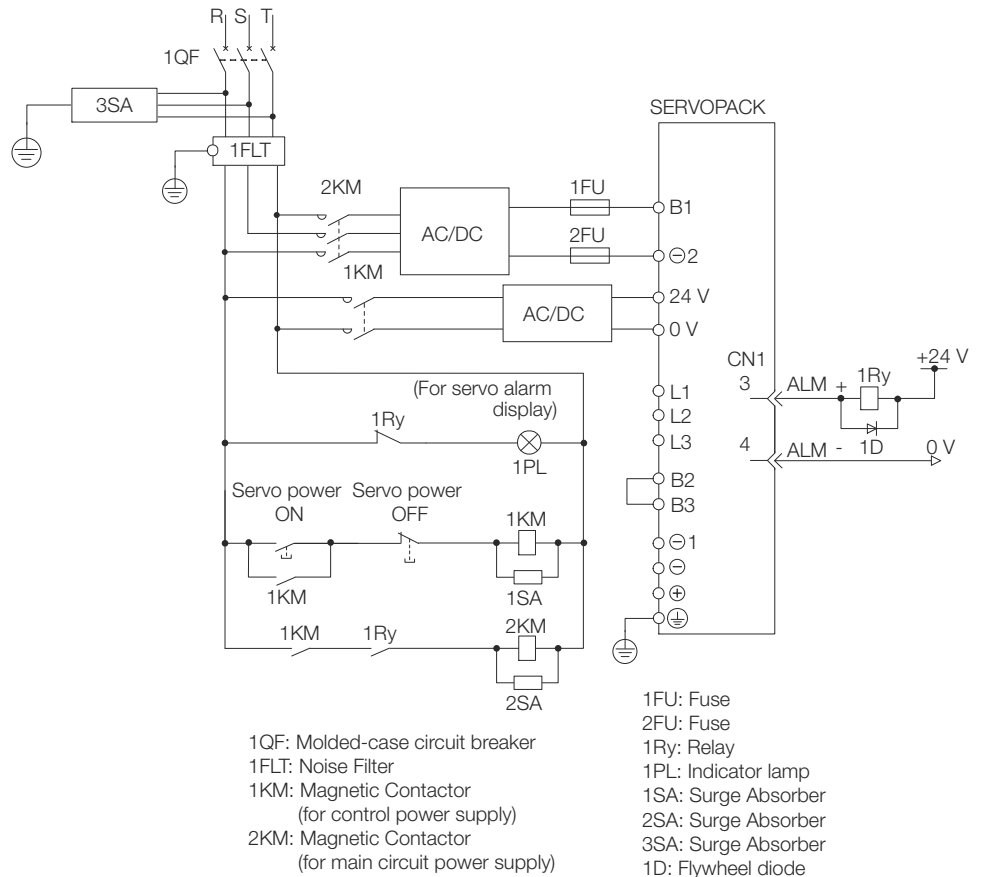 R S T
1QF
3SA
SERVOPACK
1FLT
2KM
1FU
B1
AC/DC
2FU
⊖2
1KM
24 V
AC/DC
0 V
CN1
+24 V
3
ALM +
1Ry
L1
(For servo alarm
display)
L2
1Ry
L3
4
ALM -
1D
0 V
1PL
B2
Servo power
ON
Servo power
OFF
B3
1KM
⊖1
⊖
1KM
1SA
⊕
1KM
1Ry
2KM
2SA
1QF: Molded-case circuit breaker
1FLT: Noise Filter
1KM: Magnetic Contactor
(for control power supply)
2KM: Magnetic Contactor
(for main circuit power supply)
1FU: Fuse
2FU: Fuse
1Ry: Relay
1PL: Indicator lamp
1SA: Surge Absorber
2SA: Surge Absorber
3SA: Surge Absorber
1D: Flywheel diode